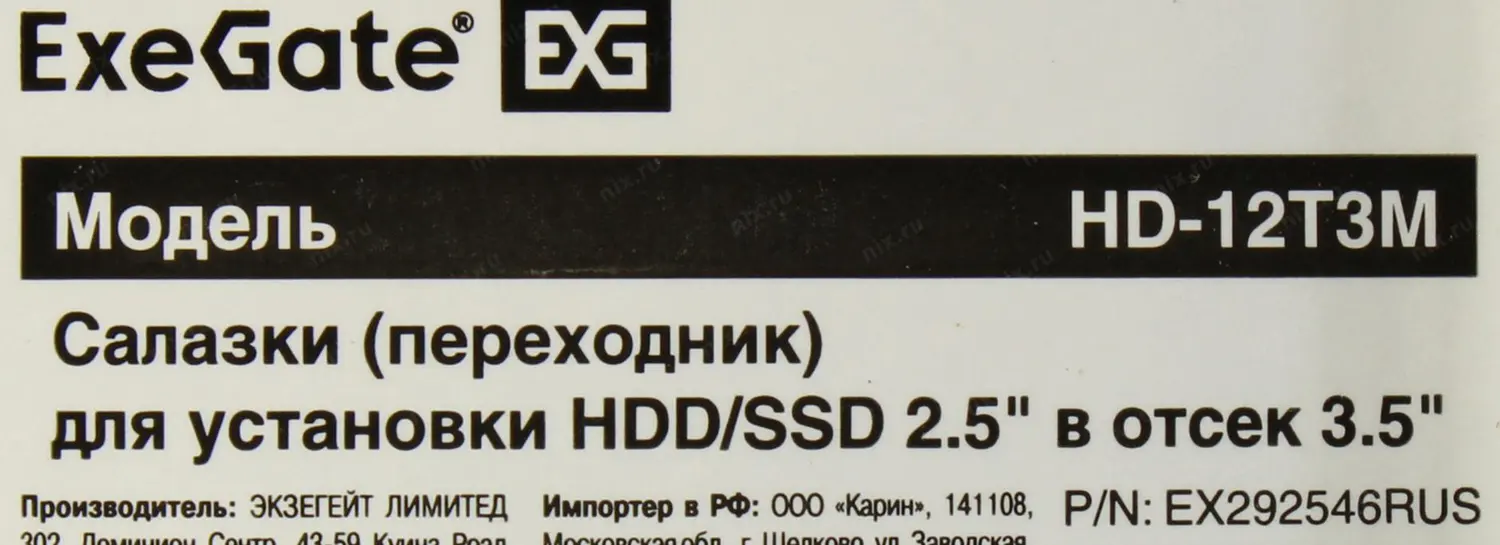 ExeGate® EXG
Модель HD-12T3M
Салазки (переходник)
для установки HDD/SSD 2.5" в отсек 3.5"
Производитель: ЭКЗЕГЕЙТ ЛИМИТЕД
Импортер в РФ: ООО «Карин», 141108,
P/N: EX292546RUS